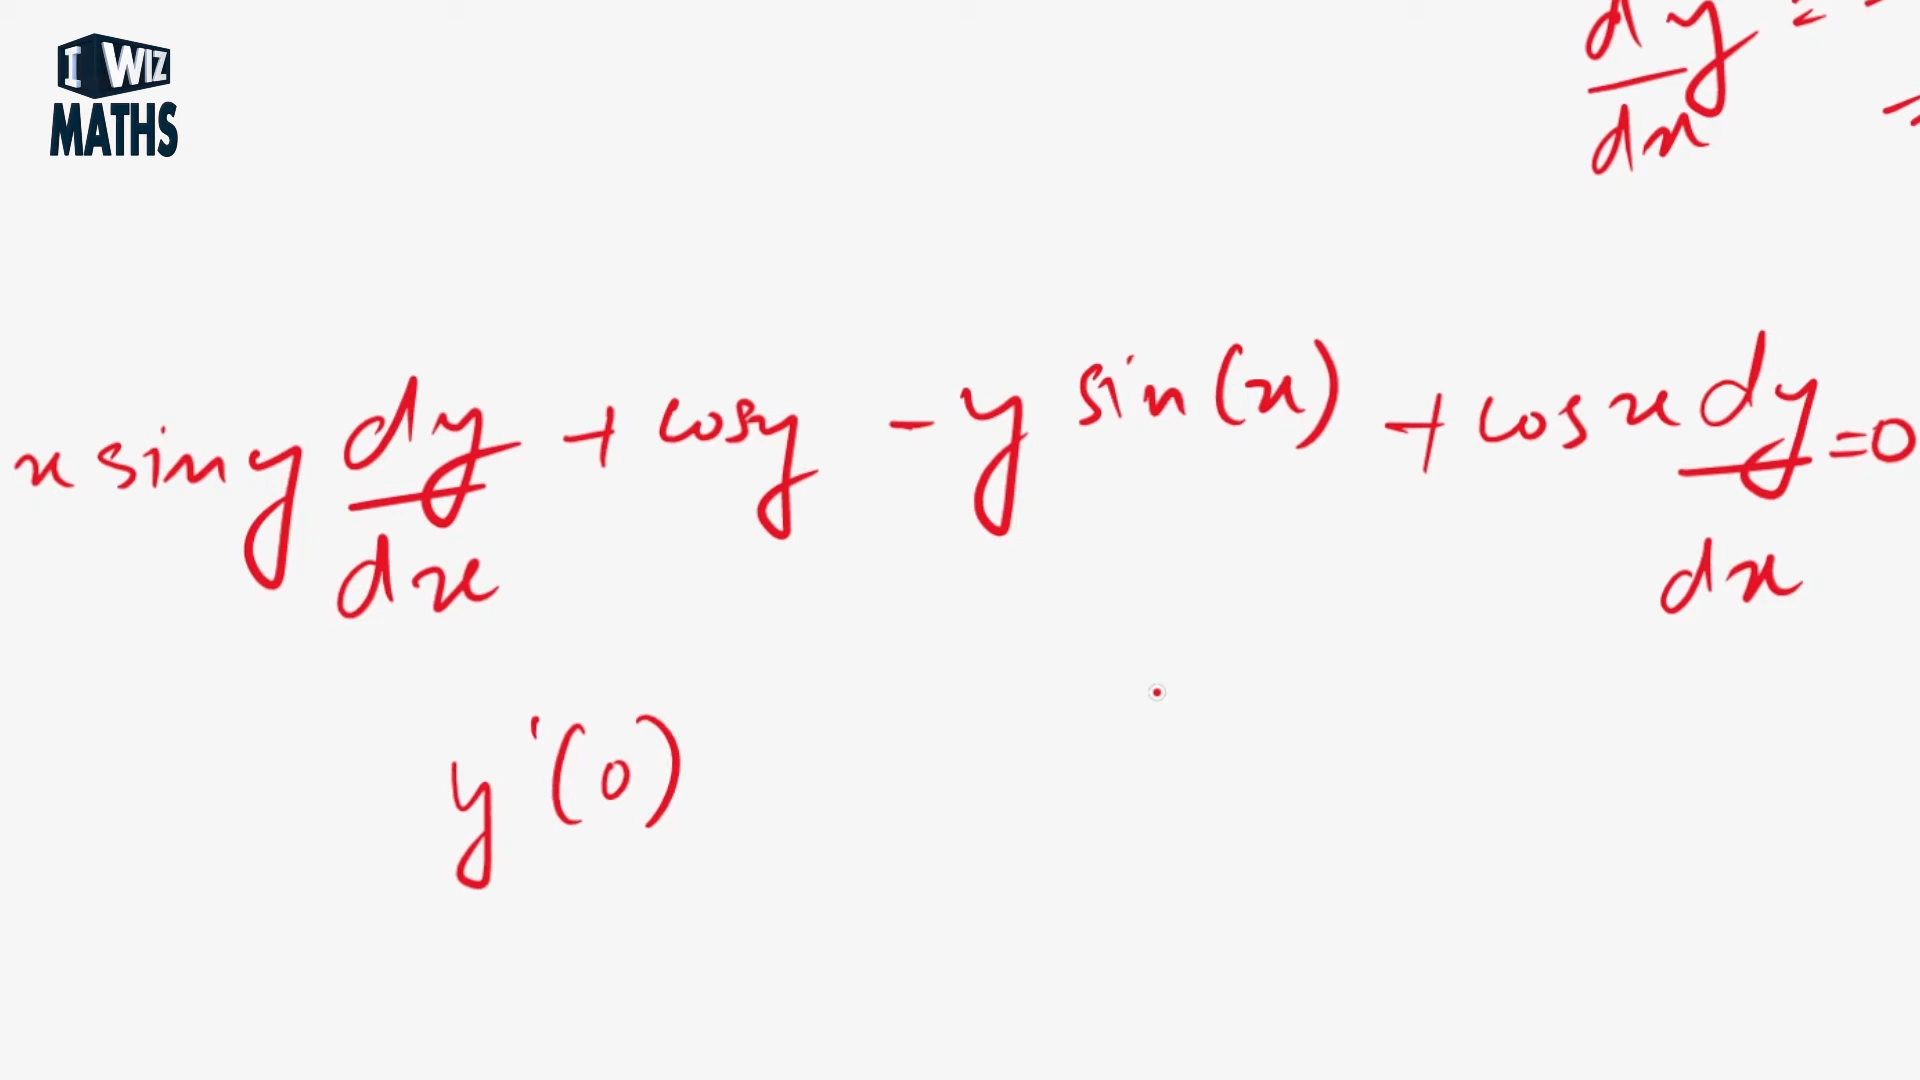 I WIZ
MATHS
dy =
dx
x sin y dy/dx + cos y - y sin(x) + cos x dy/dx = 0
y'(0)